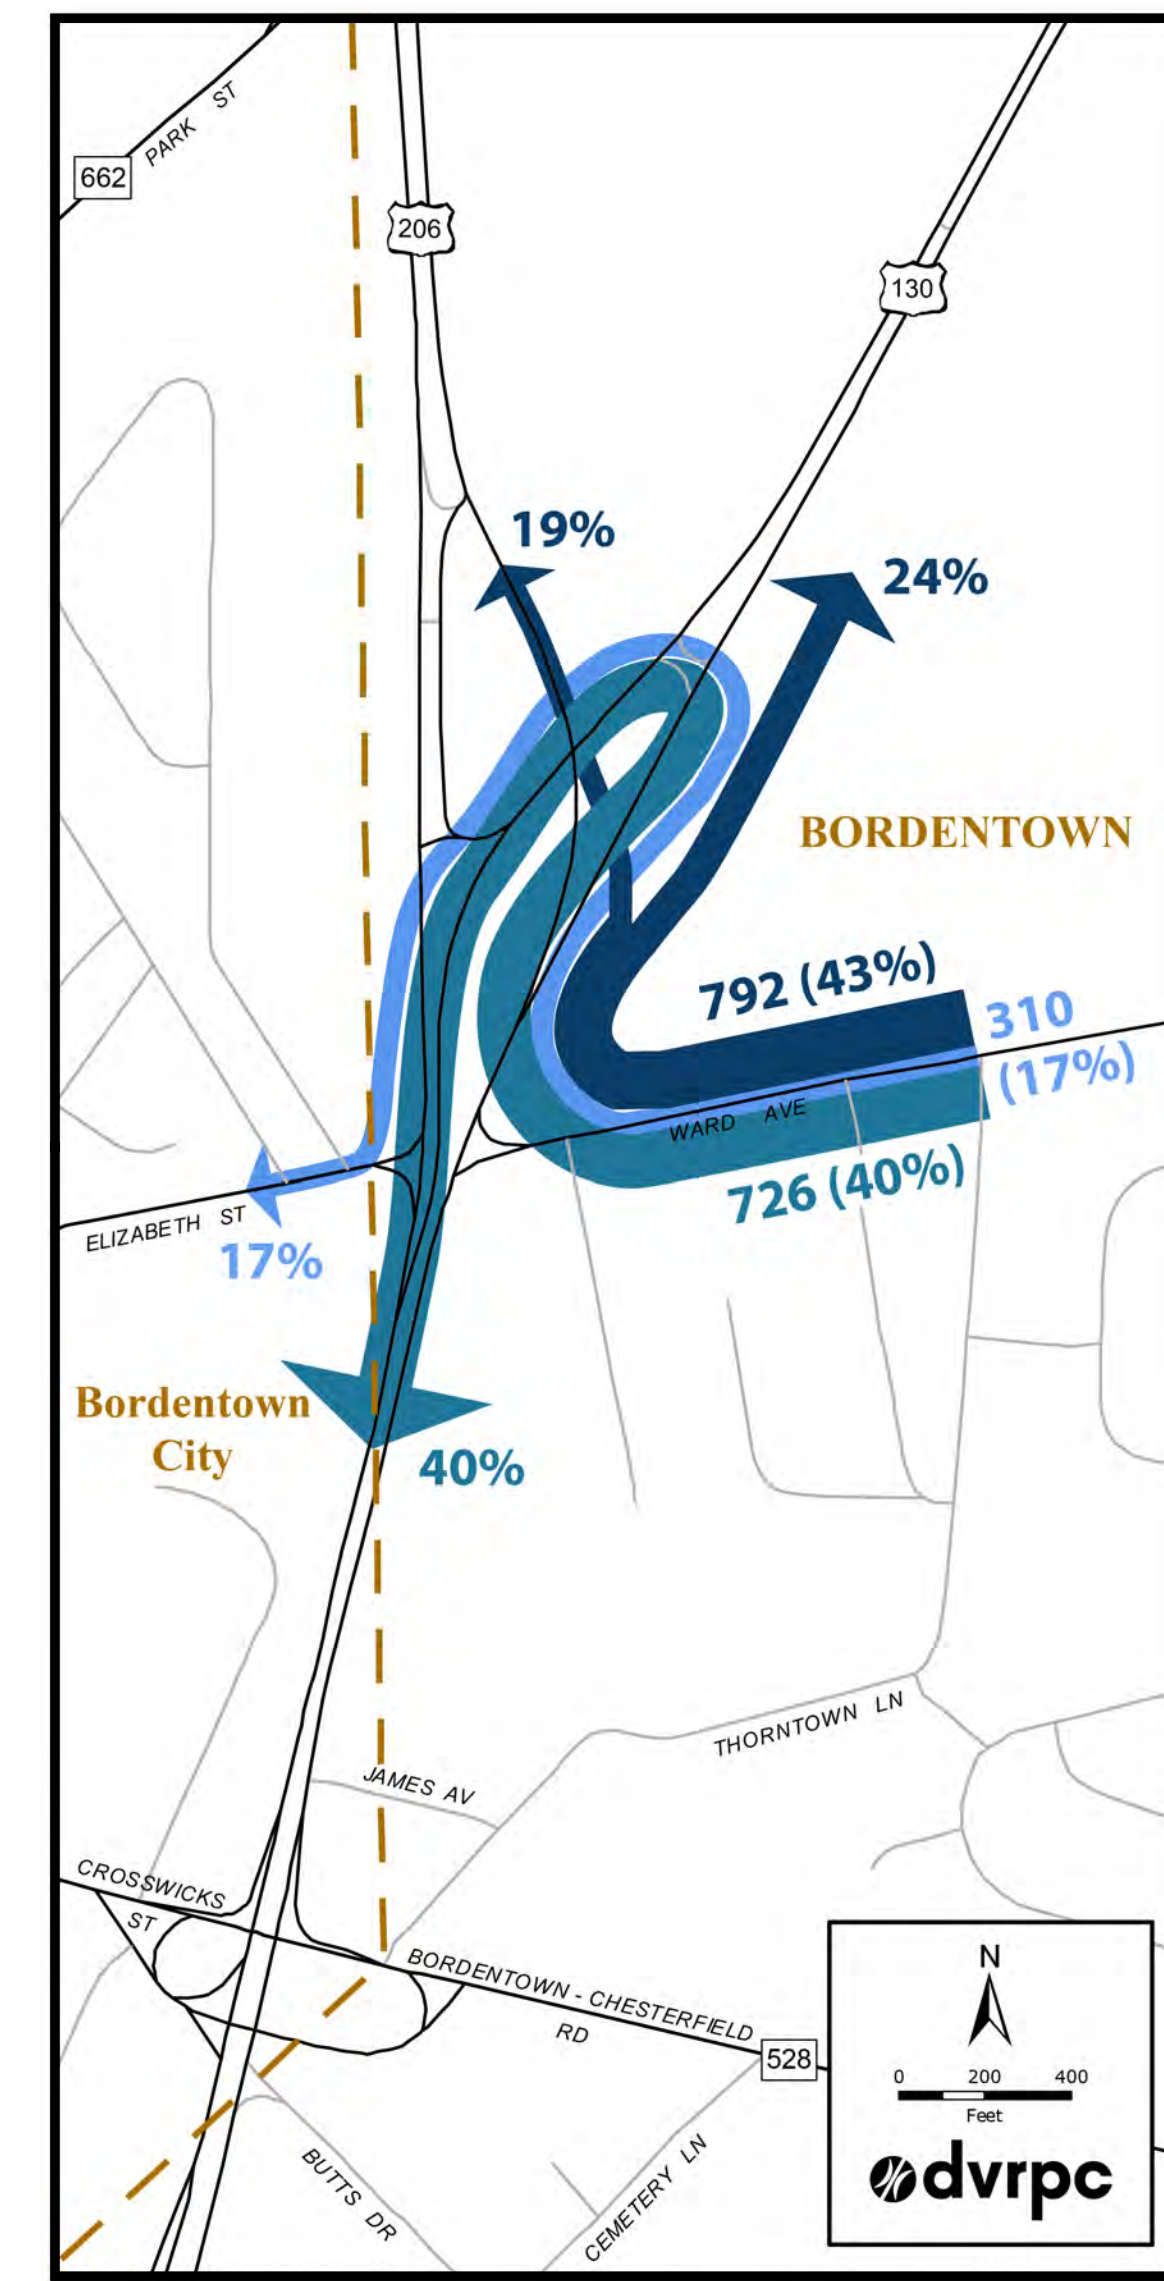 PARK ST
662
206
130
19%
24%
BORDENTOWN
792 (43%)
310
(17%)
WARD AVE
726 (40%)
ELIZABETH ST
17%
Bordentown
City
40%
THORNTOWN LN
JAMES AV
CROSSWICKS
ST
BORDENTOWN - CHESTERFIELD
RD
528
BUTTS DR
CEMETERY LN
N
0 200 400
Feet
dvrpc